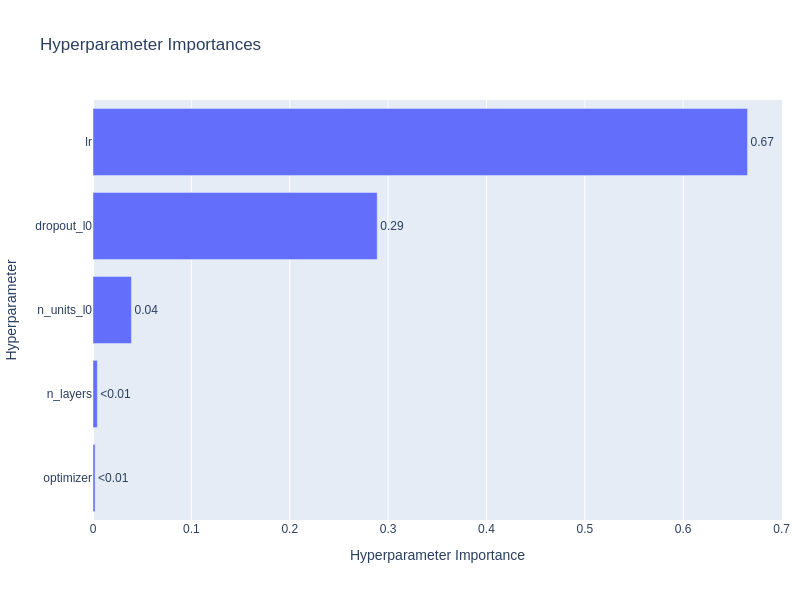 Hyperparameter Importances
Hyperparameter
lr 0.67
dropout_l0 0.29
n_units_l0 0.04
n_layers <0.01
optimizer <0.01
0 0.1 0.2 0.3 0.4 0.5 0.6 0.7
Hyperparameter Importance